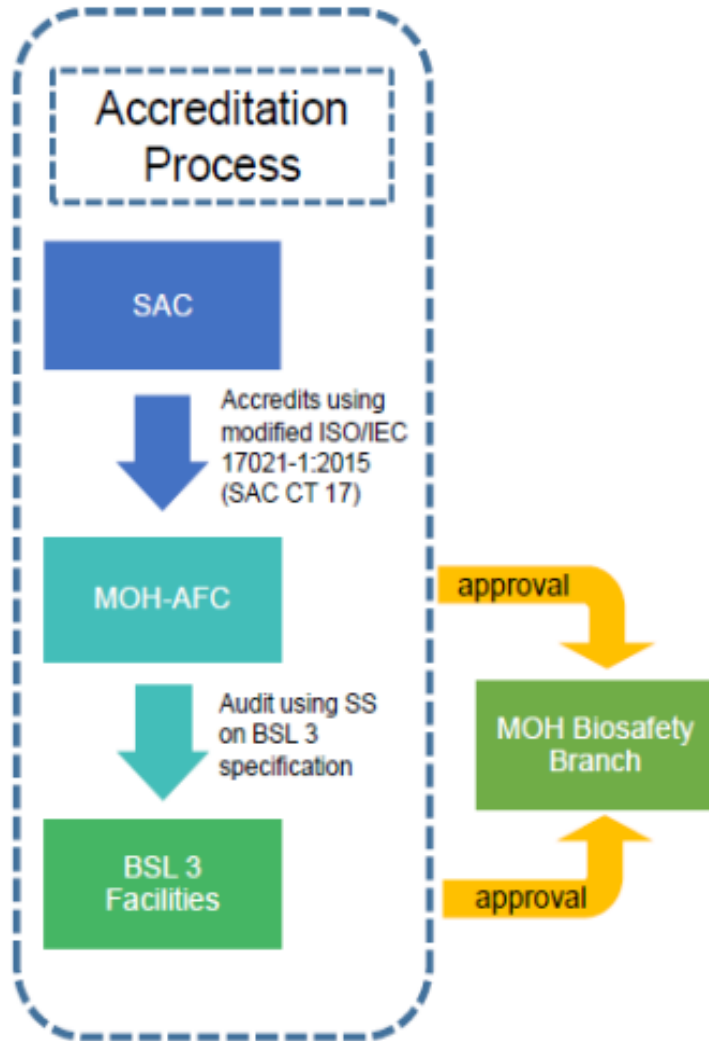 Accreditation
Process
SAC
Accredits using
modified ISO/IEC
17021-1:2015
(SAC CT 17)
MOH-AFC
approval
Audit using SS
on BSL 3
specification
MOH Biosafety
Branch
BSL 3
Facilities
approval